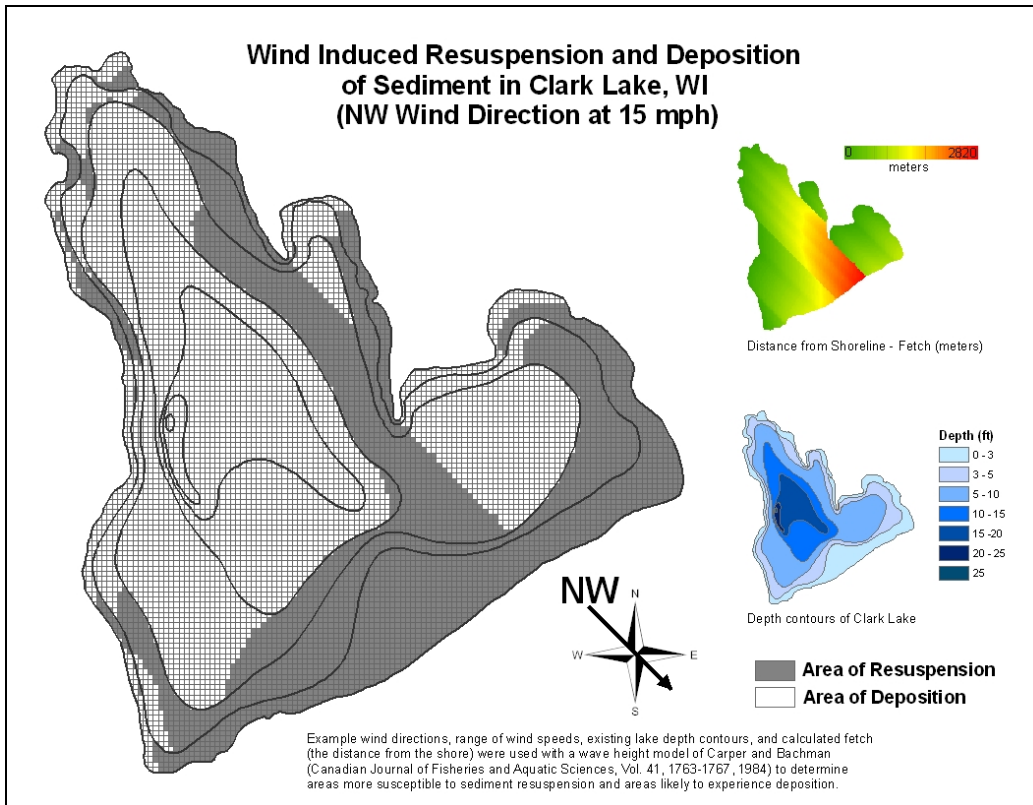 Wind Induced Resuspension and Deposition
of Sediment in Clark Lake, WI
(NW Wind Direction at 15 mph)
0 2820
meters
Distance from Shoreline - Fetch (meters)
Depth (ft)
0 - 3
3 - 5
5 - 10
10 - 15
15 -20
20 - 25
25
Depth contours of Clark Lake
NW
N
W E
S
Area of Resuspension
Area of Deposition
Example wind directions, range of wind speeds, existing lake depth contours, and calculated fetch
(the distance from the shore) were used with a wave height model of Carper and Bachman
(Canadian Journal of Fisheries and Aquatic Sciences, Vol. 41, 1763-1767, 1984) to determine
areas more susceptible to sediment resuspension and areas likely to experience deposition.